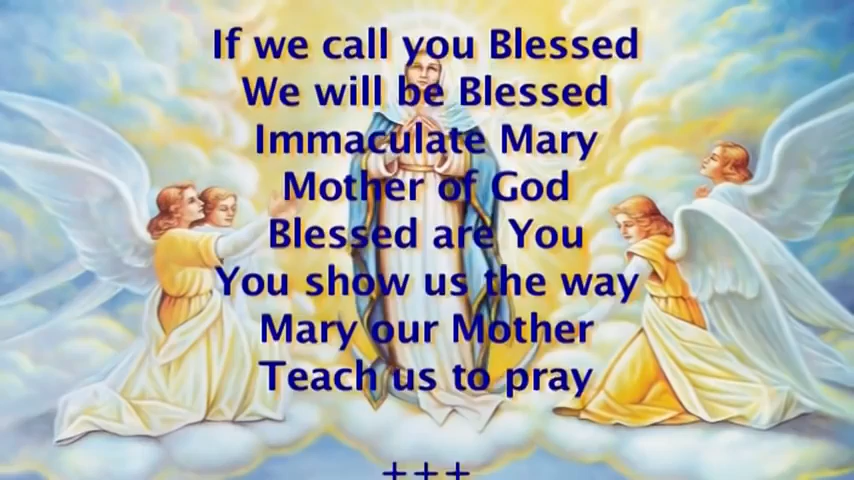 If we call you Blessed
We will be Blessed
Immaculate Mary
Mother of God
Blessed are You
You show us the way
Mary our Mother
Teach us to pray
+++